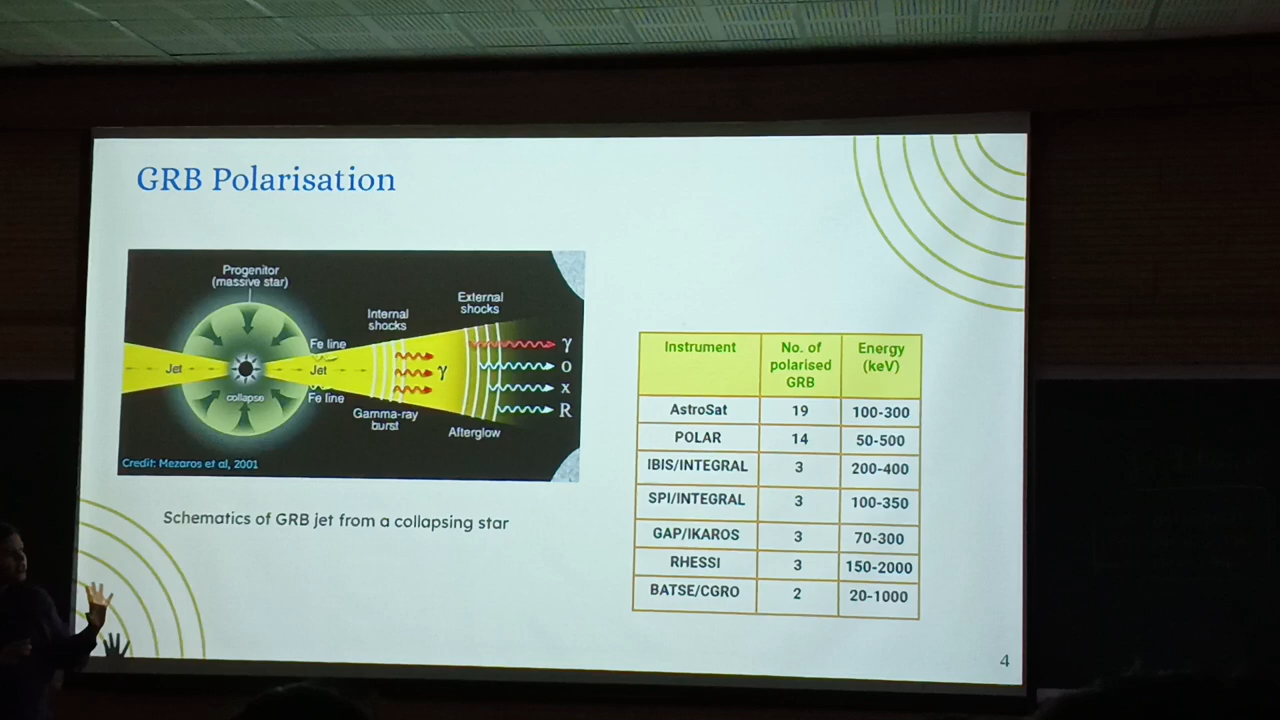 GRB Polarisation
Progenitor
(massive star)
External
shocks
Internal
shocks
Fe line
γ
Jet
Jet
γ
O
X
collapse
Fe line
R
Gamma-ray
burst
Afterglow
Credit: Mezaros et al, 2001
Schematics of GRB jet from a collapsing star
Instrument No. of polarised GRB Energy (keV)
AstroSat 19 100-300
POLAR 14 50-500
IBIS/INTEGRAL 3 200-400
SPI/INTEGRAL 3 100-350
GAP/IKAROS 3 70-300
RHESSI 3 150-2000
BATSE/CGRO 2 20-1000
4